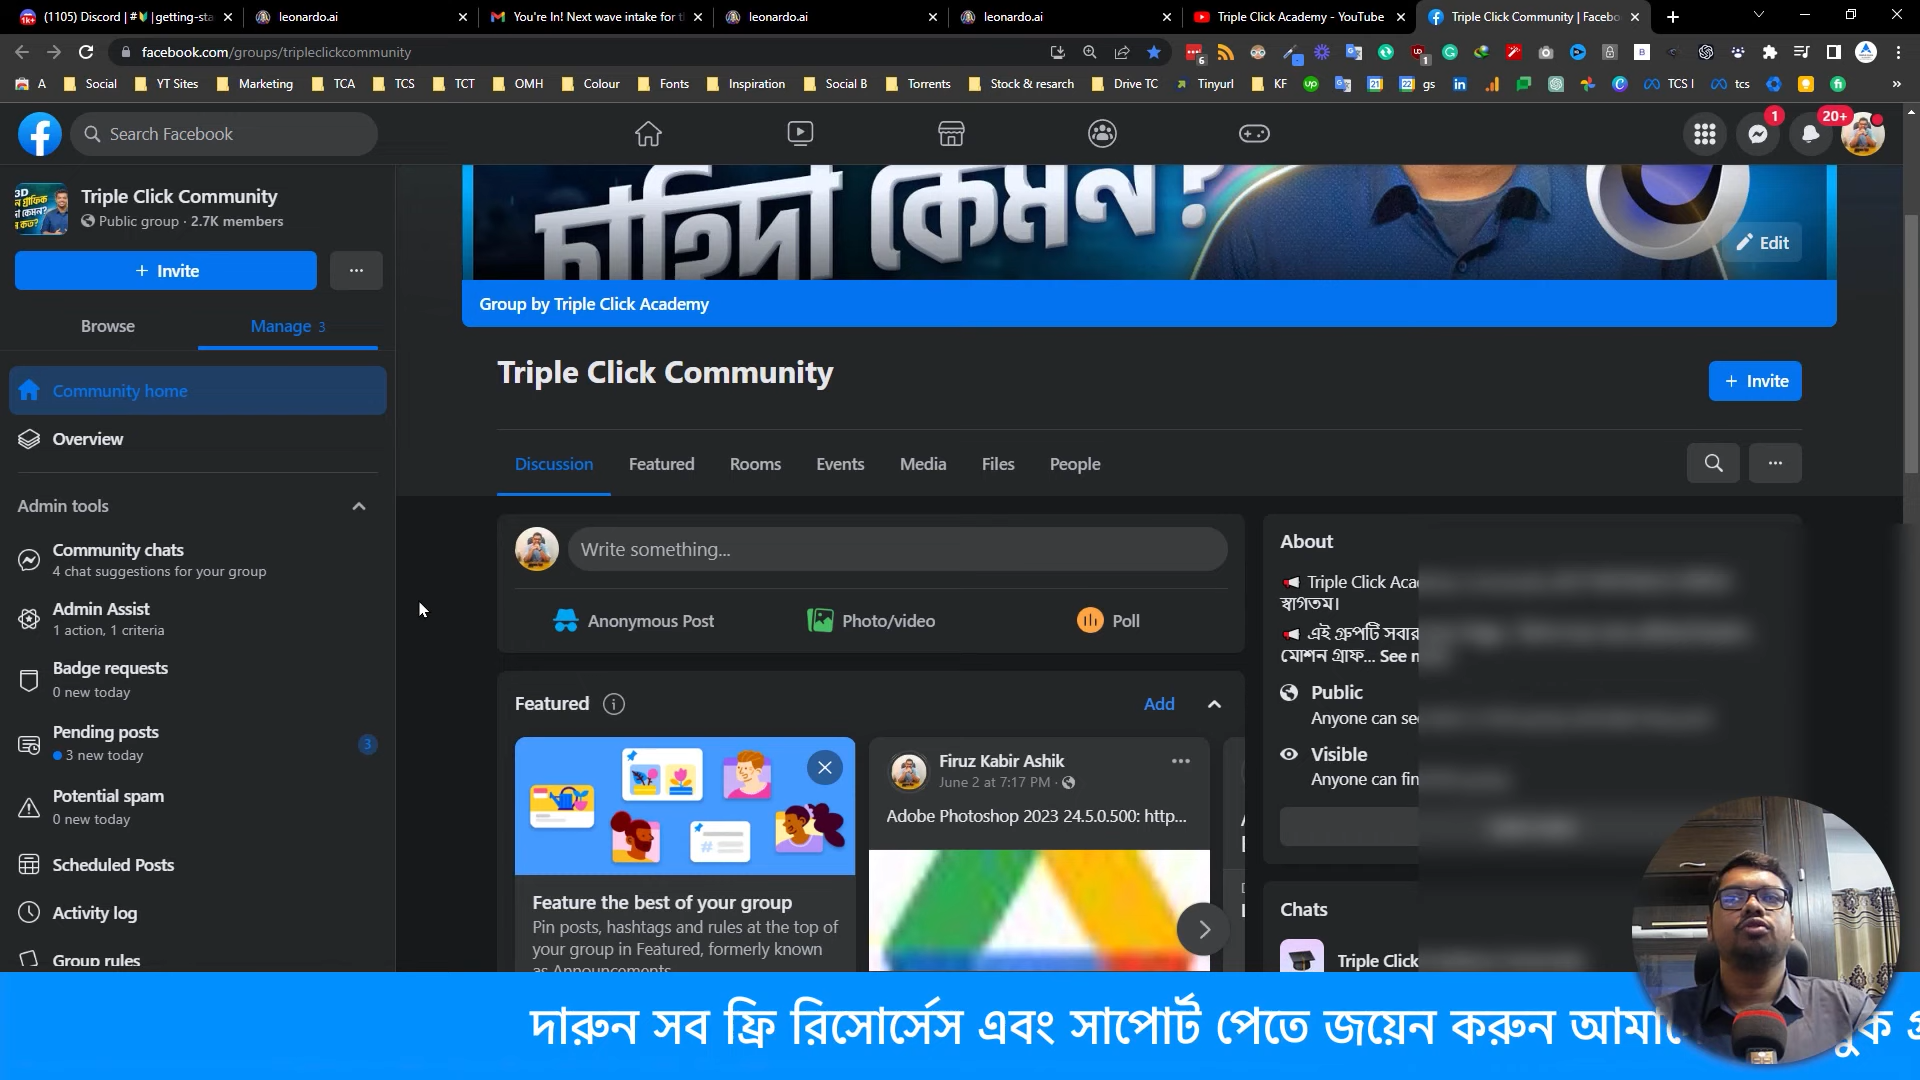 (1105) Discord | #🔰 | getting-sta
leonardo.ai
You're In! Next wave intake for t
leonardo.ai
leonardo.ai
Triple Click Academy - YouTube
Triple Click Community | Facebo
facebook.com/groups/tripleclickcommunity
A
Social
YT Sites
Marketing
TCA
TCS
TCT
OMH
Colour
Fonts
Inspiration
Social B
Torrents
Stock & resarch
Drive TC
Tinyurl
KF
gs
TCS I
tcs
Search Facebook
1
20+
Triple Click Community
Public group · 2.7K members
+ Invite
Browse
Manage 3
Community home
Overview
Admin tools
Community chats
4 chat suggestions for your group
Admin Assist
1 action, 1 criteria
Badge requests
0 new today
Pending posts
3 new today
3
Potential spam
0 new today
Scheduled Posts
Activity log
Group rules
চাহিদা কেমন?
Edit
Group by Triple Click Academy
Triple Click Community
+ Invite
Discussion
Featured
Rooms
Events
Media
Files
People
Write something...
Anonymous Post
Photo/video
Poll
Featured
Add
Feature the best of your group
Pin posts, hashtags and rules at the top of
your group in Featured, formerly known
as Announcements
Firuz Kabir Ashik
June 2 at 7:17 PM ·
Adobe Photoshop 2023 24.5.0.500: http...
About
Triple Click Aca
স্বাগতম।
এই গ্রুপটি সবার
মোশন গ্রাফ... See m
Public
Anyone can see
Visible
Anyone can fin
Chats
Triple Click
দারুন সব ফ্রি রিসোর্সেস এবং সাপোর্ট পেতে জয়েন করুন